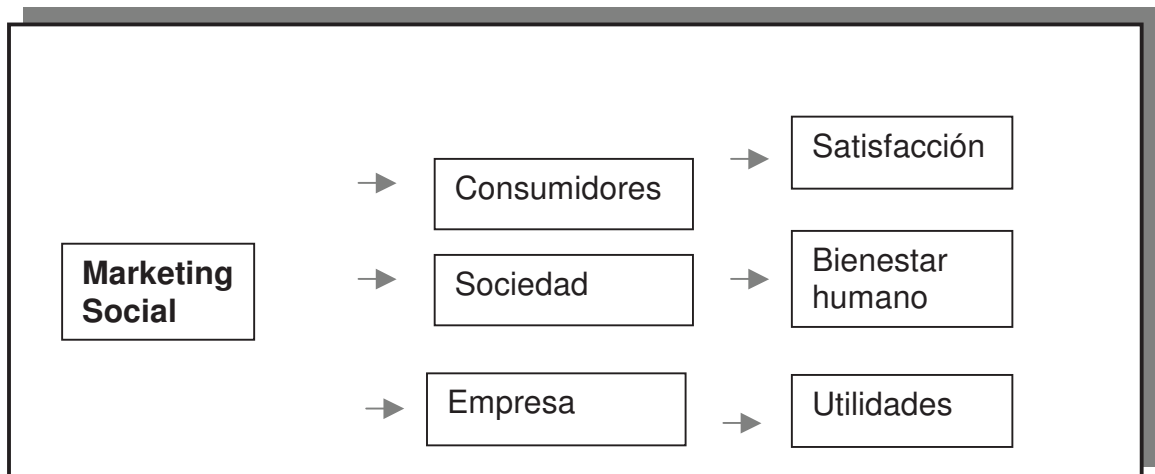 Marketing
Social
Consumidores
Sociedad
Empresa
Satisfacción
Bienestar
humano
Utilidades